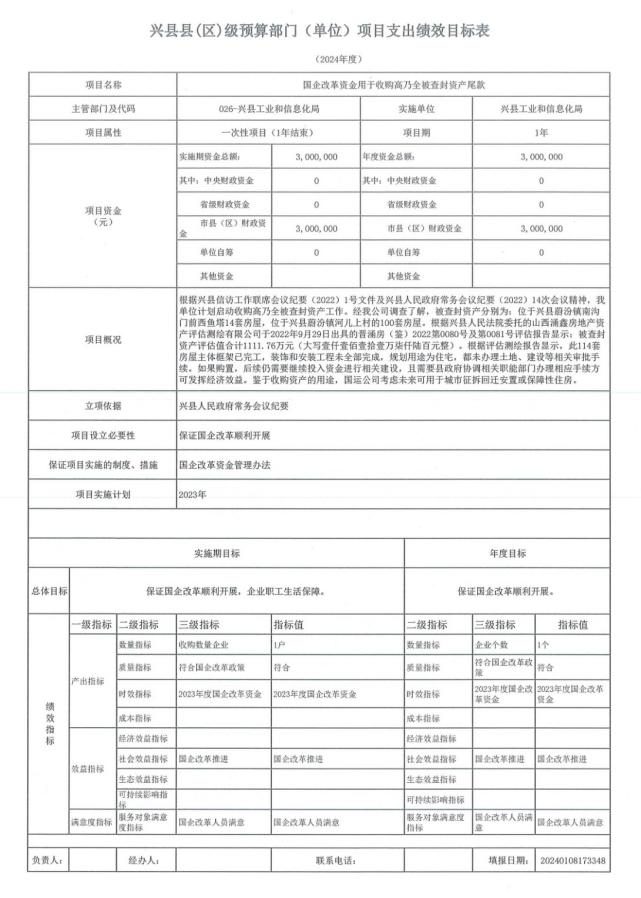 兴县县(区)级预算部门（单位）项目支出绩效目标表
（2024年度）
项目名称 国企改革资金用于收购高乃全被查封资产尾款
主管部门及代码 026-兴县工业和信息化局 实施单位 兴县工业和信息化局
项目属性 一次性项目（1年结束） 项目期 1年
项目资金（元）
实施期资金总额： 3,000,000 年度资金总额： 3,000,000
其中：中央财政资金 0 其中：中央财政资金 0
省级财政资金 0 省级财政资金 0
市县（区）财政资金 3,000,000 市县（区）财政资金 3,000,000
单位自筹 0 单位自筹 0
其他资金 其他资金
项目概况
根据兴县信访工作联席会议纪要（2022）1号文件及兴县人民政府常务会议纪要（2022）14次会议精神，我
单位计划启动收购高乃全被查封资产工作。经我公司调查了解，被查封资产分别为：位于兴县蔚汾镇南沟
门前西鱼塔14套房屋，位于兴县蔚汾镇河儿上村的100套房屋。根据兴县人民法院委托的山西涌鑫房地产资
产评估测绘有限公司于2022年9月29日出具的晋涌房（鉴）2022第0080号及第0081号评估报告显示：被查封
资产评估值合计1111.76万元（大写壹仟壹佰壹拾壹万柒仟陆百元整）。根据评估测绘报告显示，此114套
房屋主体框架已完工，装饰和安装工程未全部完成，规划用途为住宅，都未办理土地、建设等相关审批手
续。如果购置，后续仍需继续投入资金进行相关建设，且需要县政府协调相关职能部门办理相应手续方
可发挥经济效益。鉴于收购资产的用途，国运公司考虑未来可用于城市征拆回迁安置或保障性住房。
立项依据 兴县人民政府常务会议纪要
项目设立必要性 保证国企改革顺利开展
保证项目实施的制度、措施 国企改革资金管理办法
项目实施计划 2023年
实施期目标 年度目标
总体目标 保证国企改革顺利开展，企业职工生活保障。 保证国企改革顺利开展。
绩效指标
一级指标 二级指标 三级指标 指标值 二级指标 三级指标 指标值
产出指标
数量指标 收购数量企业 1户 数量指标 企业个数 1个
质量指标 符合国企改革政策 符合 质量指标 符合国企改革政策 符合
时效指标 2023年度国企改革资金 2023年度国企改革资金 时效指标 2023年度国企改革资金 2023年度国企改革资金
成本指标 成本指标
效益指标
经济效益指标 经济效益指标
社会效益指标 国企改革推进 国企改革推进 社会效益指标 国企改革推进 国企改革推进
生态效益指标 生态效益指标
可持续影响指标 可持续影响指标
满意度指标 服务对象满意度指标 国企改革人员满意 国企改革人员满意 服务对象满意度指标 国企改革人员满意 国企改革人员满意
负责人： 经办人： 联系电话： 填报日期： 20240108173348